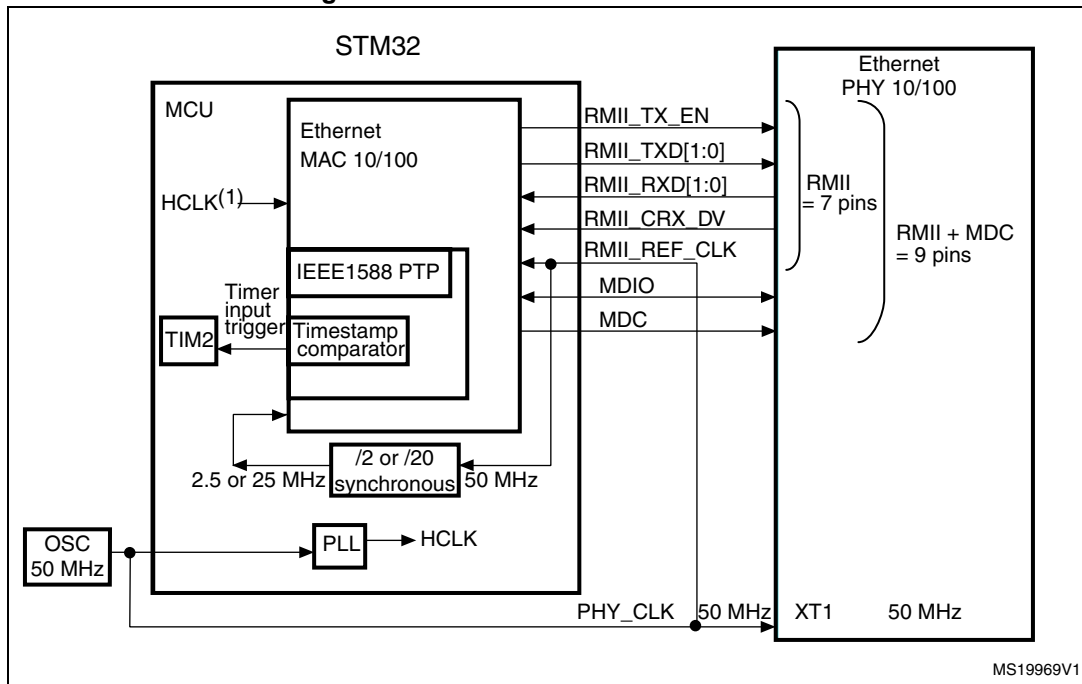 STM32
MCU
Ethernet
MAC 10/100
HCLK(1)
IEEE1588 PTP
Timer
input
trigger
TIM2
Timestamp
comparator
/2 or /20
synchronous
2.5 or 25 MHz
50 MHz
OSC
50 MHz
PLL
HCLK
RMII_TX_EN
RMII_TXD[1:0]
RMII_RXD[1:0]
RMII_CRX_DV
RMII_REF_CLK
MDIO
MDC
Ethernet
PHY 10/100
RMII
= 7 pins
RMII + MDC
= 9 pins
PHY_CLK 50 MHz
XT1 50 MHz
MS19969V1